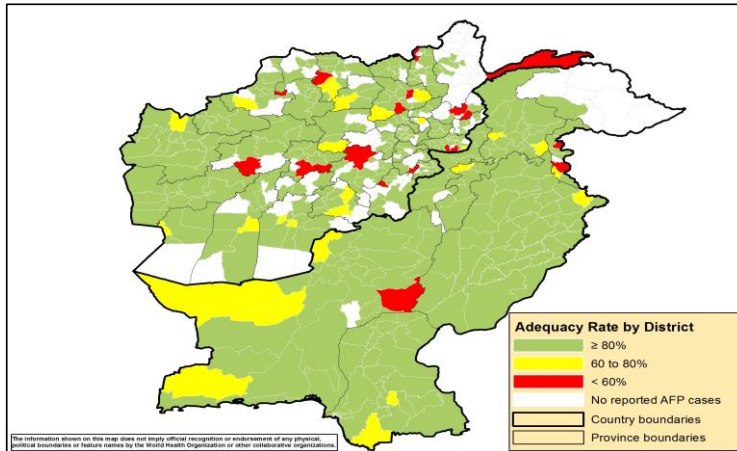 Adequacy Rate by District
≥ 80%
60 to 80%
< 60%
No reported AFP cases
Country boundaries
Province boundaries
The information shown on this map does not imply official recognition or endorsement of any physical,
political boundaries or feature names by the World Health Organization or other collaborative organizations.